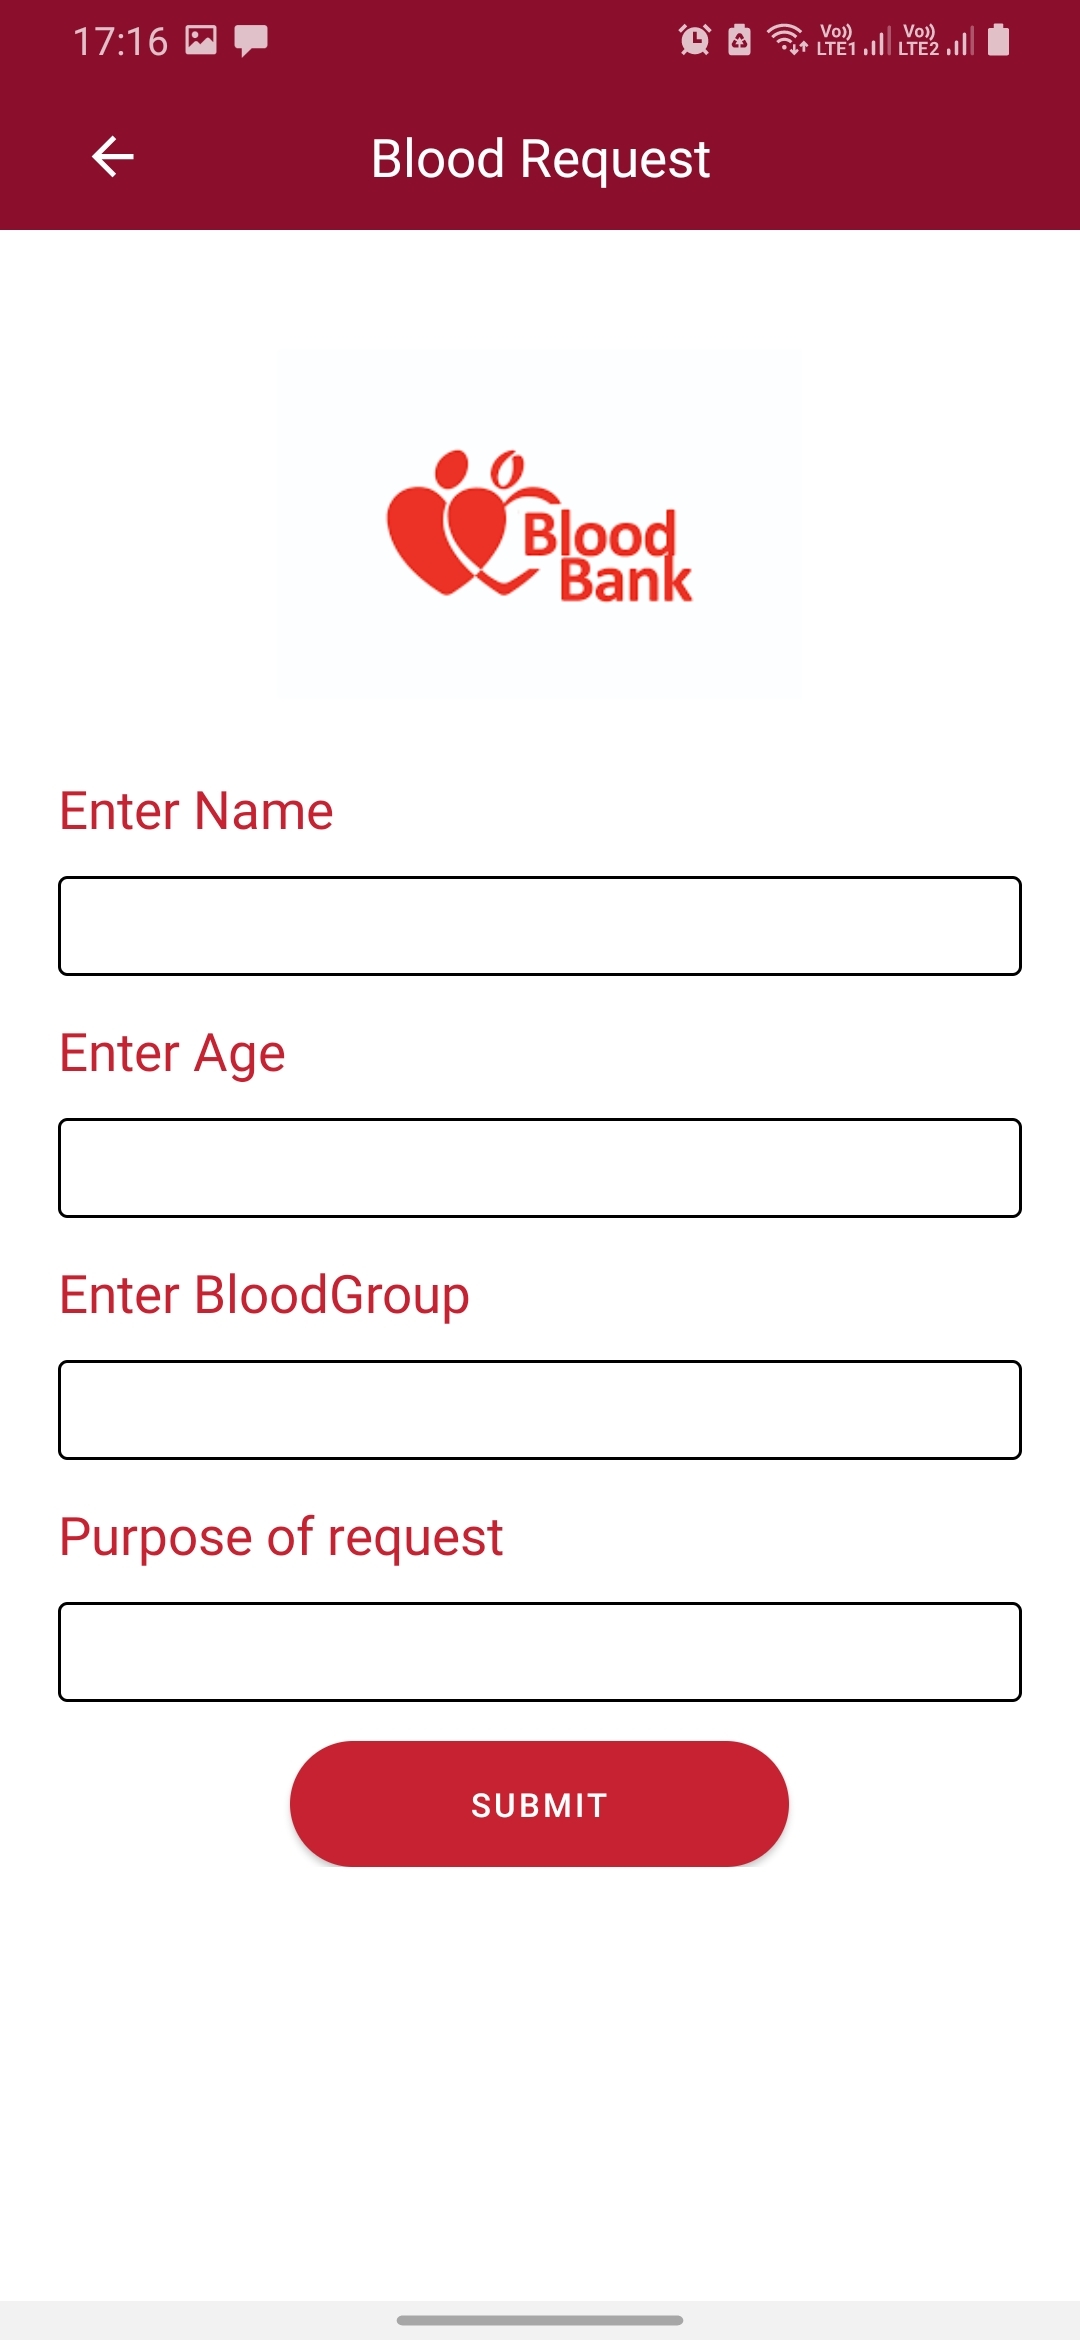 17:16 Vo)) LTE1 Vo)) LTE2
Blood Request
Blood
Bank
Enter Name
Enter Age
Enter BloodGroup
Purpose of request
SUBMIT